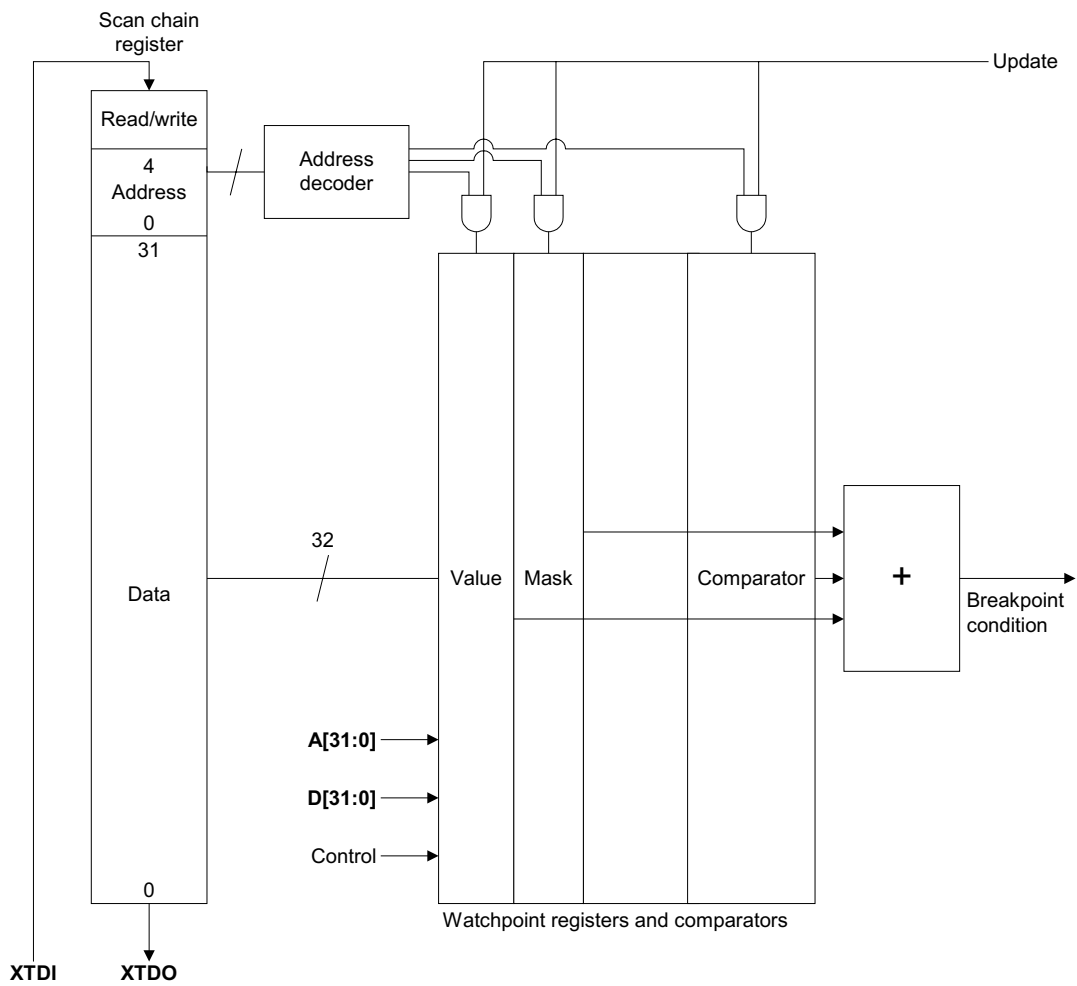 Scan chain
register
Update
Read/write
4
Address
0
Address
decoder
31
32
Data
Value
Mask
Comparator
+
Breakpoint
condition
A[31:0]
D[31:0]
Control
0
Watchpoint registers and comparators
XTDI
XTDO